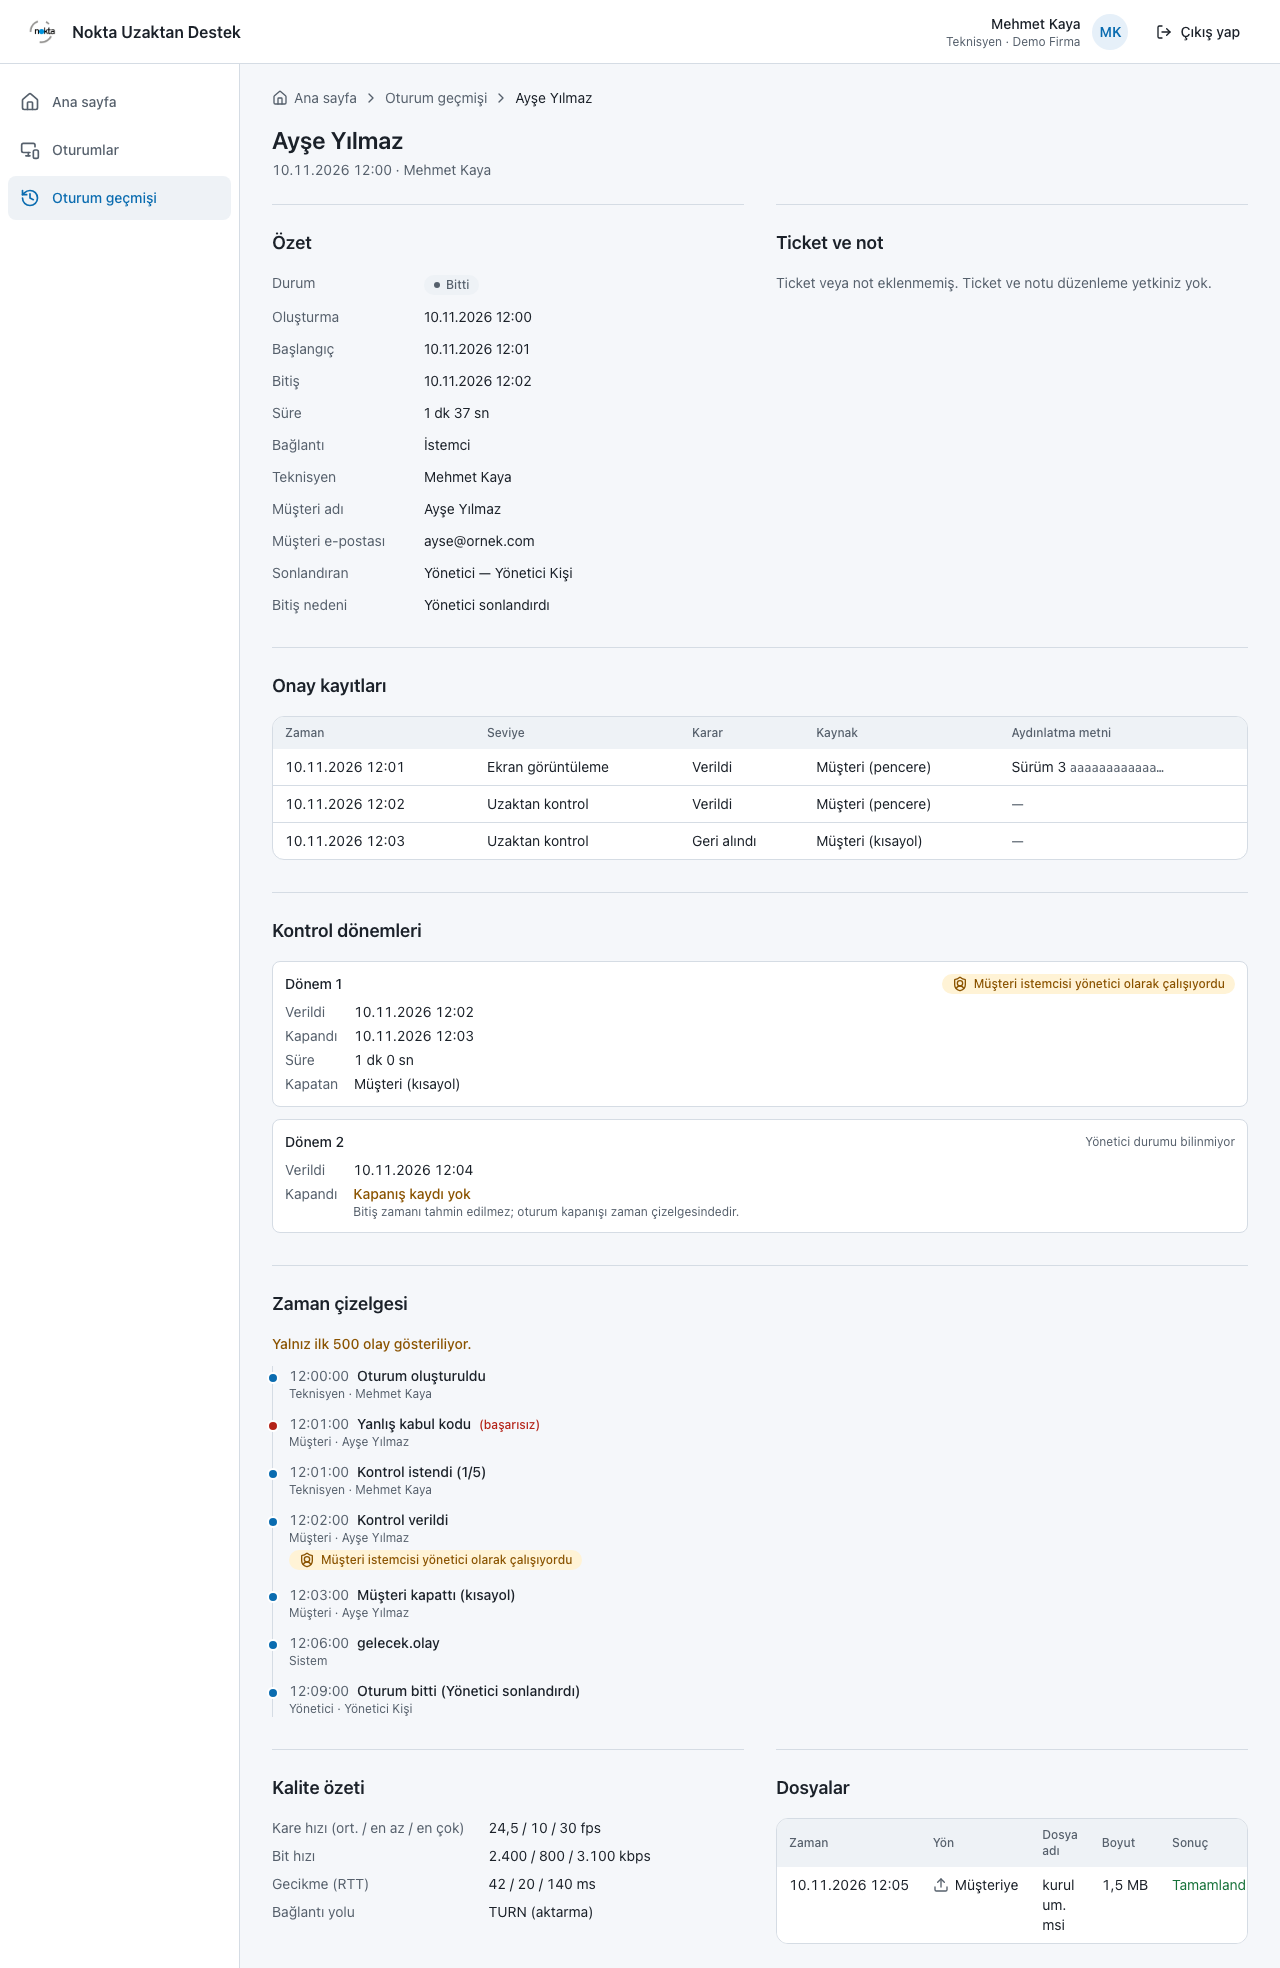 nokta Nokta Uzaktan Destek
Mehmet Kaya
Teknisyen · Demo Firma
MK
Çıkış yap
Ana sayfa
Oturumlar
Oturum geçmişi
Ana sayfa > Oturum geçmişi > Ayşe Yılmaz
Ayşe Yılmaz
10.11.2026 12:00 · Mehmet Kaya
Özet
Durum Bitti
Oluşturma 10.11.2026 12:00
Başlangıç 10.11.2026 12:01
Bitiş 10.11.2026 12:02
Süre 1 dk 37 sn
Bağlantı İstemci
Teknisyen Mehmet Kaya
Müşteri adı Ayşe Yılmaz
Müşteri e-postası ayse@ornek.com
Sonlandıran Yönetici — Yönetici Kişi
Bitiş nedeni Yönetici sonlandırdı
Ticket ve not
Ticket veya not eklenmemiş. Ticket ve notu düzenleme yetkiniz yok.
Onay kayıtları
Zaman Seviye Karar Kaynak Aydınlatma metni
10.11.2026 12:01 Ekran görüntüleme Verildi Müşteri (pencere) Sürüm 3 aaaaaaaaaaaa…
10.11.2026 12:02 Uzaktan kontrol Verildi Müşteri (pencere) —
10.11.2026 12:03 Uzaktan kontrol Geri alındı Müşteri (kısayol) —
Kontrol dönemleri
Dönem 1 Müşteri istemcisi yönetici olarak çalışıyordu
Verildi 10.11.2026 12:02
Kapandı 10.11.2026 12:03
Süre 1 dk 0 sn
Kapatan Müşteri (kısayol)
Dönem 2 Yönetici durumu bilinmiyor
Verildi 10.11.2026 12:04
Kapandı Kapanış kaydı yok
Bitiş zamanı tahmin edilmez; oturum kapanışı zaman çizelgesindedir.
Zaman çizelgesi
Yalnız ilk 500 olay gösteriliyor.
12:00:00 Oturum oluşturuldu
Teknisyen · Mehmet Kaya
12:01:00 Yanlış kabul kodu (başarısız)
Müşteri · Ayşe Yılmaz
12:01:00 Kontrol istendi (1/5)
Teknisyen · Mehmet Kaya
12:02:00 Kontrol verildi
Müşteri · Ayşe Yılmaz
Müşteri istemcisi yönetici olarak çalışıyordu
12:03:00 Müşteri kapattı (kısayol)
Müşteri · Ayşe Yılmaz
12:06:00 gelecek.olay
Sistem
12:09:00 Oturum bitti (Yönetici sonlandırdı)
Yönetici · Yönetici Kişi
Kalite özeti
Kare hızı (ort. / en az / en çok) 24,5 / 10 / 30 fps
Bit hızı 2.400 / 800 / 3.100 kbps
Gecikme (RTT) 42 / 20 / 140 ms
Bağlantı yolu TURN (aktarma)
Dosyalar
Zaman Yön Dosya adı Boyut Sonuç
10.11.2026 12:05 Müşteriye kurul 1,5 MB Tamamland
um.
msi